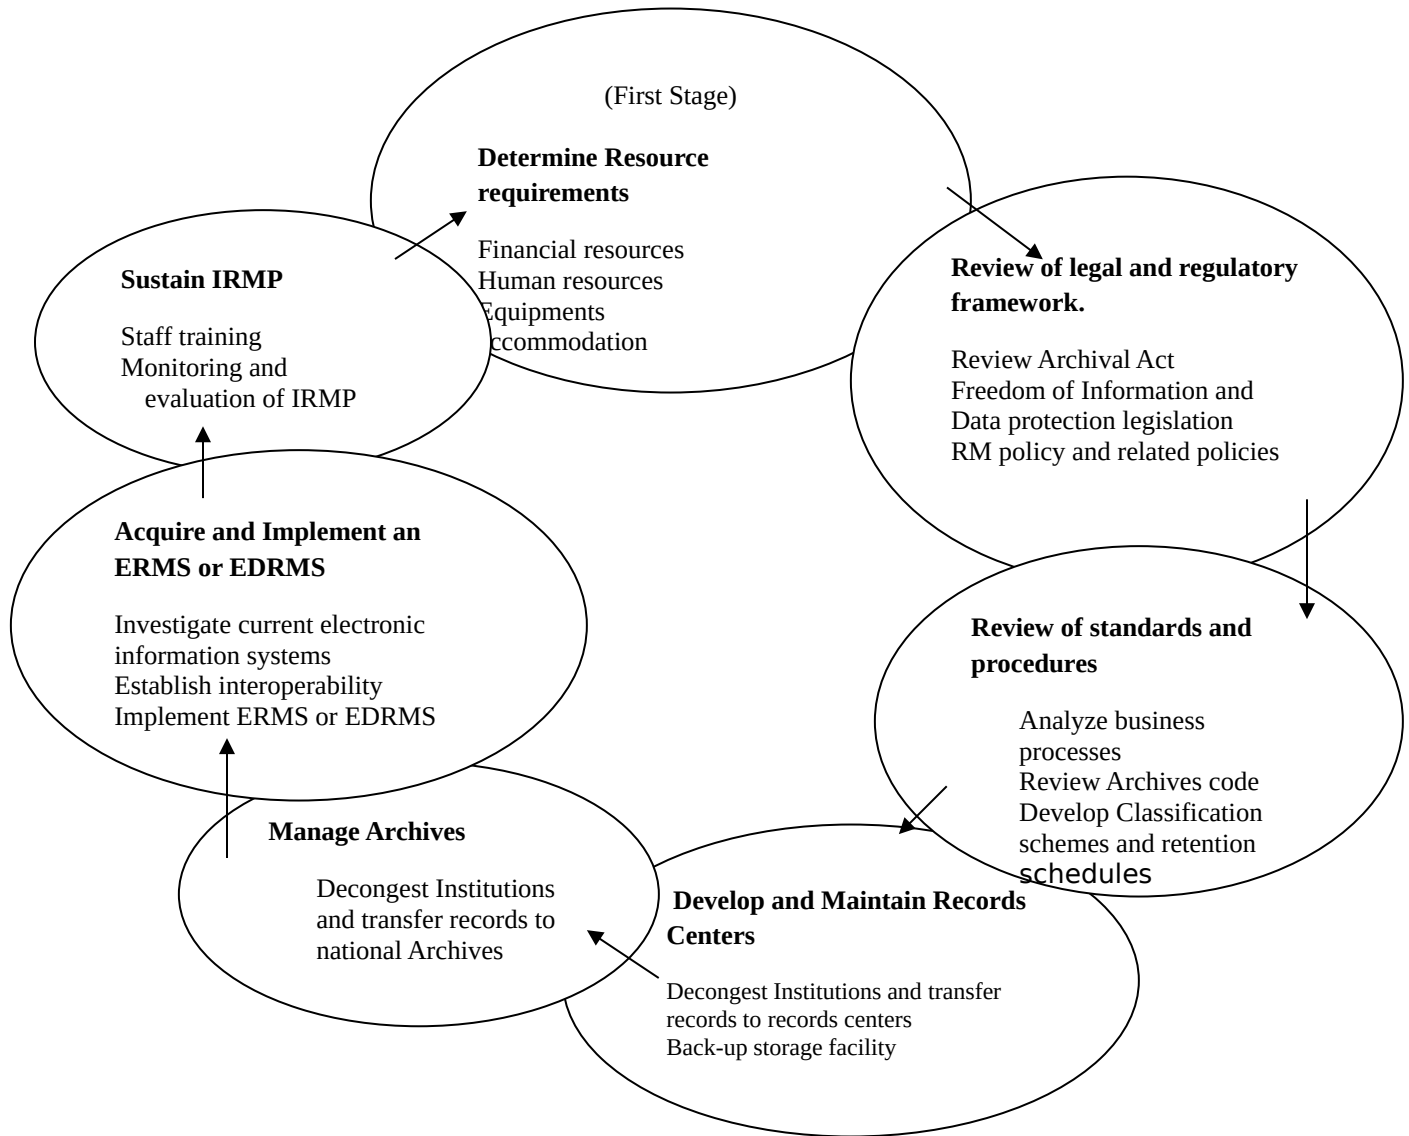 (First Stage)
Determine Resource
requirements
Financial resources
Human resources
Equipments
ccommodation
Review of legal and regulatory
framework.
Review Archival Act
Freedom of Information and
Data protection legislation
RM policy and related policies
Review of standards and
procedures
Analyze business
processes
Review Archives code
Develop Classification
schemes and retention
schedules
Develop and Maintain Records
Centers
Decongest Institutions and transfer
records to records centers
Back-up storage facility
Manage Archives
Decongest Institutions
and transfer records to
national Archives
Acquire and Implement an
ERMS or EDRMS
Investigate current electronic
information systems
Establish interoperability
Implement ERMS or EDRMS
Sustain IRMP
Staff training
Monitoring and
evaluation of IRMP